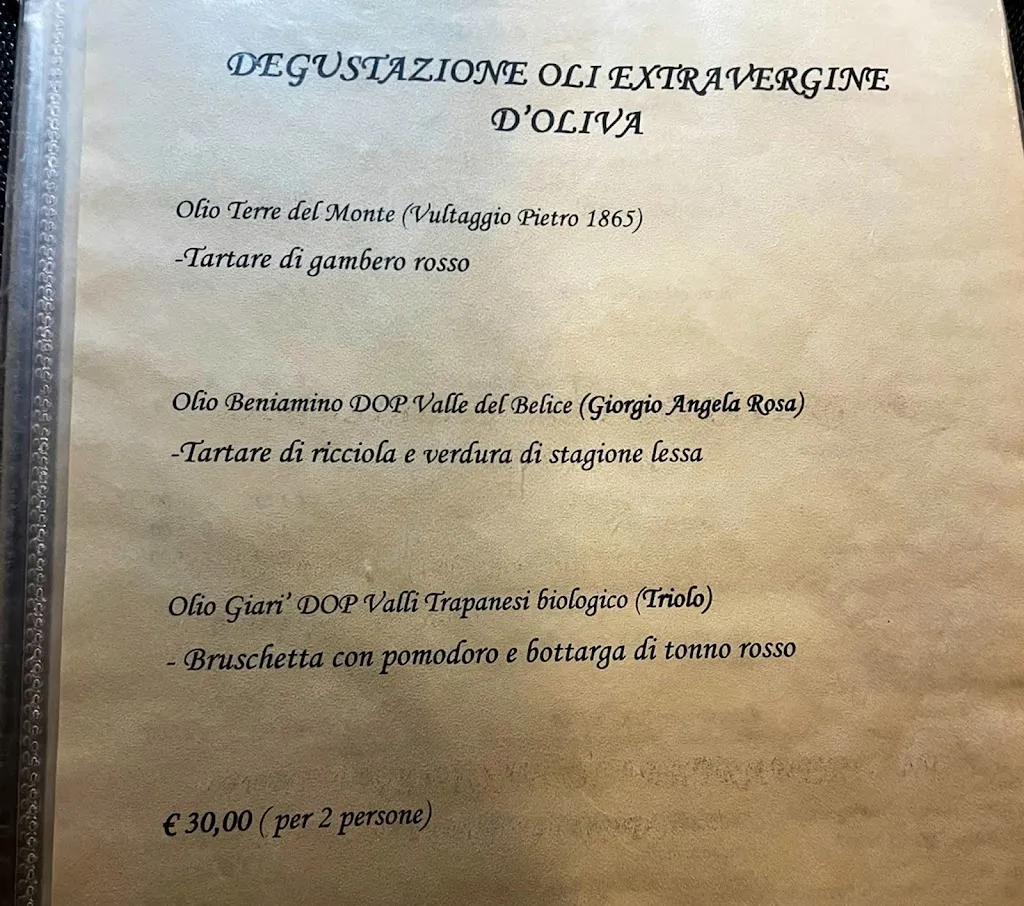 DEGUSTAZIONE OLI EXTRAVERGINE
D'OLIVA
Olio Terre del Monte (Vultaggio Pietro 1865)
-Tartare di gambero rosso
Olio Beniamino DOP Valle del Belice (Giorgio Angela Rosa)
-Tartare di ricciola e verdura di stagione lessa
Olio Giari' DOP Valli Trapanesi biologico (Triolo)
- Bruschetta con pomodoro e bottarga di tonno rosso
€ 30,00 ( per 2 persone)